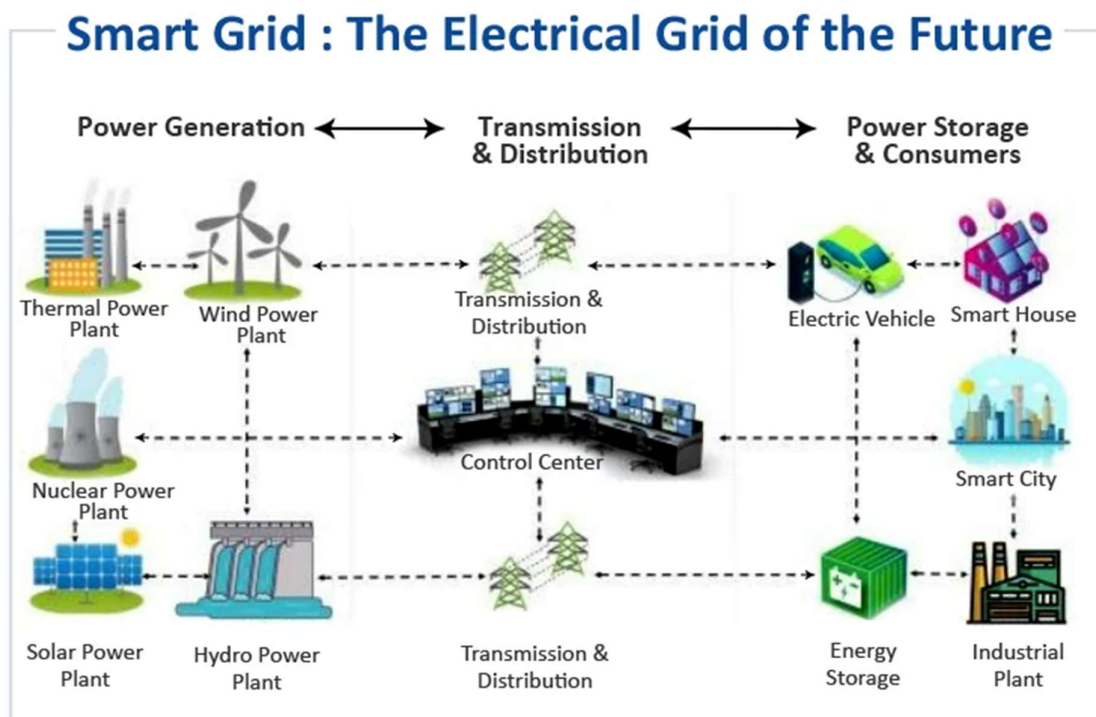 Smart Grid : The Electrical Grid of the Future
Power Generation
Transmission
& Distribution
Power Storage
& Consumers
Thermal Power
Plant
Wind Power
Plant
Transmission &
Distribution
Electric Vehicle
Smart House
Nuclear Power
Plant
Control Center
Smart City
Solar Power
Plant
Hydro Power
Plant
Transmission &
Distribution
Energy
Storage
Industrial
Plant